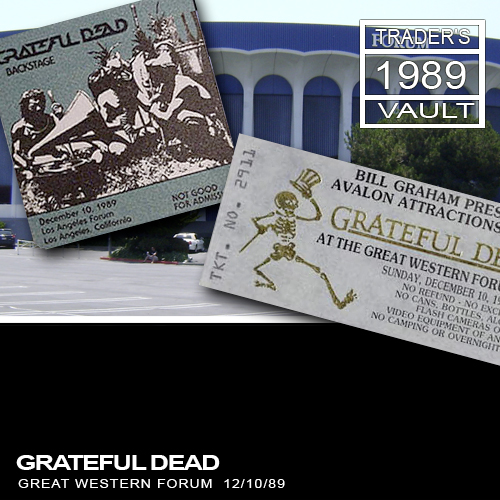 GRATEFUL DEAD
BACKSTAGE
December 10, 1989
Los Angeles Forum
Los Angeles, California
NOT GOOD
FOR ADMISS
FORUM
TRADER'S
1989
VAULT
TKT. NO. 2911
BILL GRAHAM PRES
AVALON ATTRACTIONS
GRATEFUL DE
AT THE GREAT WESTERN FORU
SUNDAY, DECEMBER 10,
NO REFUND - NO EXC
NO CANS, BOTTLES, AL
FLASH CAMERAS O
VIDEO EQUIPMENT OF AN
NO CAMPING OR OVERNIGHT
GRATEFUL DEAD
GREAT WESTERN FORUM 12/10/89